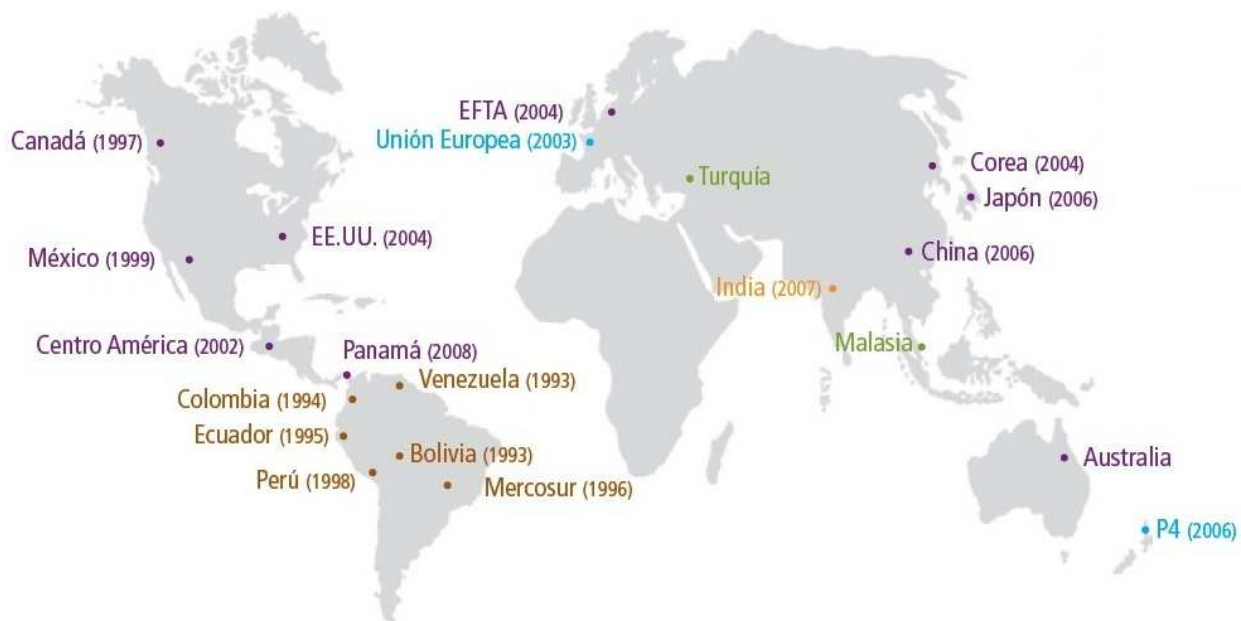 EFTA (2004)
Unión Europea (2003)
Canadá (1997)
Corea (2004)
Turquía
Japón (2006)
EE.UU. (2004)
México (1999)
China (2006)
India (2007)
Centro América (2002)
Malasia
Panamá (2008)
Venezuela (1993)
Colombia (1994)
Ecuador (1995)
Bolivia (1993)
Australia
Perú (1998)
Mercosur (1996)
P4 (2006)